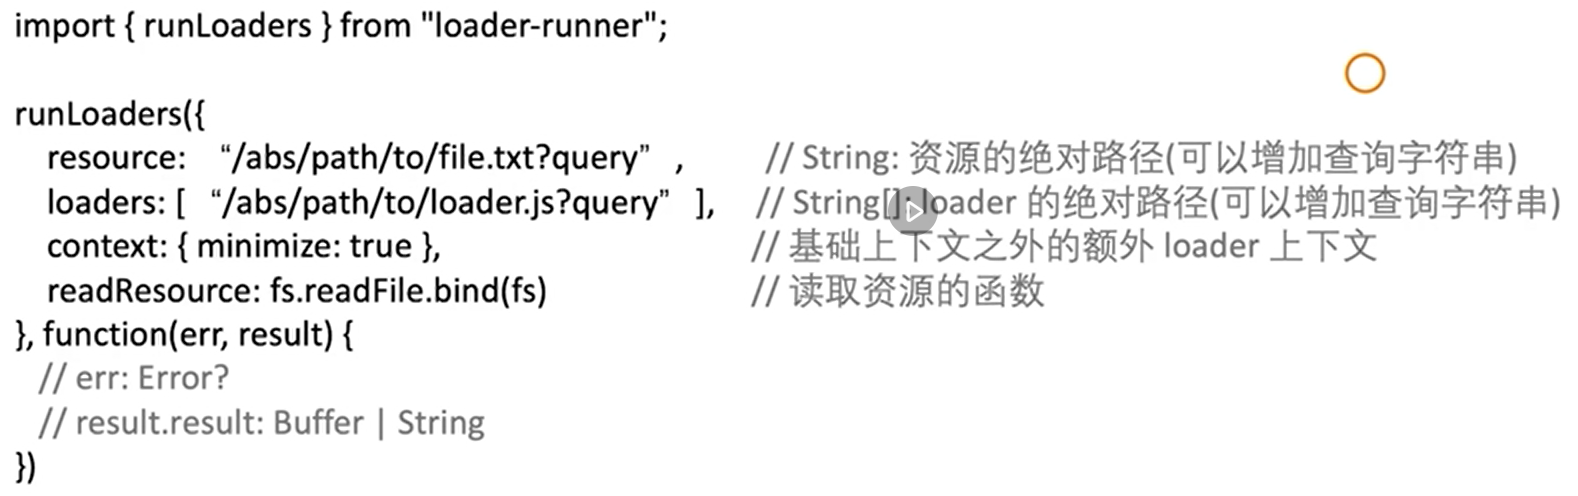 import { runLoaders } from "loader-runner";
runLoaders({
resource: “/abs/path/to/file.txt?query” , // String: 资源的绝对路径(可以增加查询字符串)
loaders: [ “/abs/path/to/loader.js?query” ], // String[]: loader 的绝对路径(可以增加查询字符串)
context: { minimize: true }, // 基础上下文之外的额外 loader 上下文
readResource: fs.readFile.bind(fs) // 读取资源的函数
}, function(err, result) {
// err: Error?
// result.result: Buffer | String
})